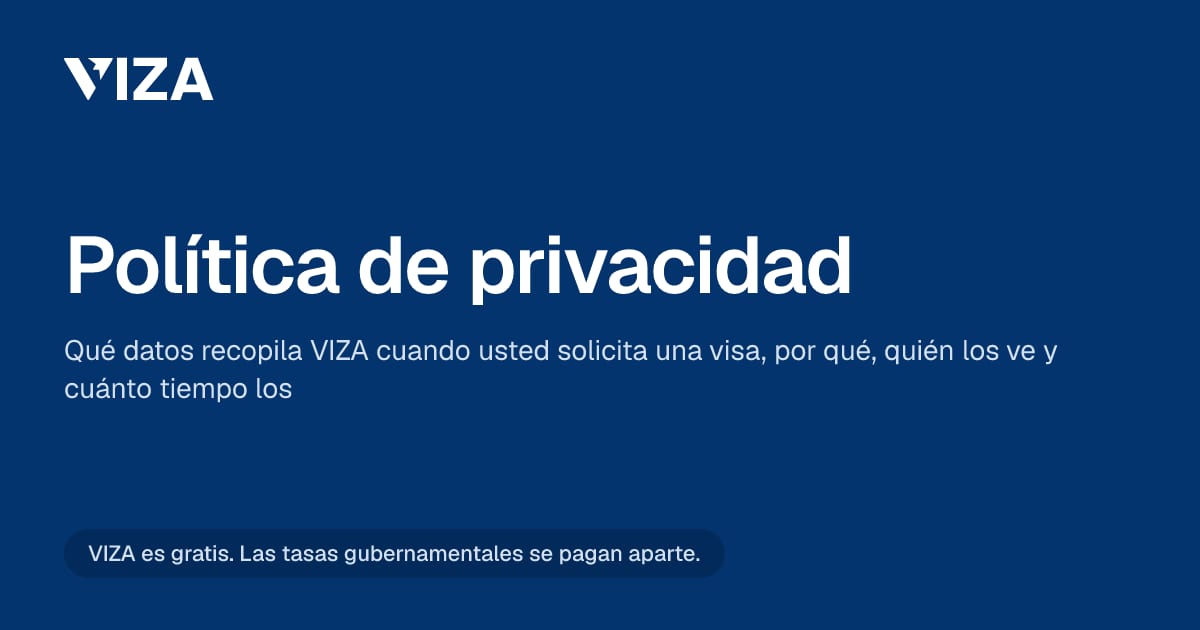 VIZA
Política de privacidad
Qué datos recopila VIZA cuando usted solicita una visa, por qué, quién los ve y
cuánto tiempo los
VIZA es gratis. Las tasas gubernamentales se pagan aparte.